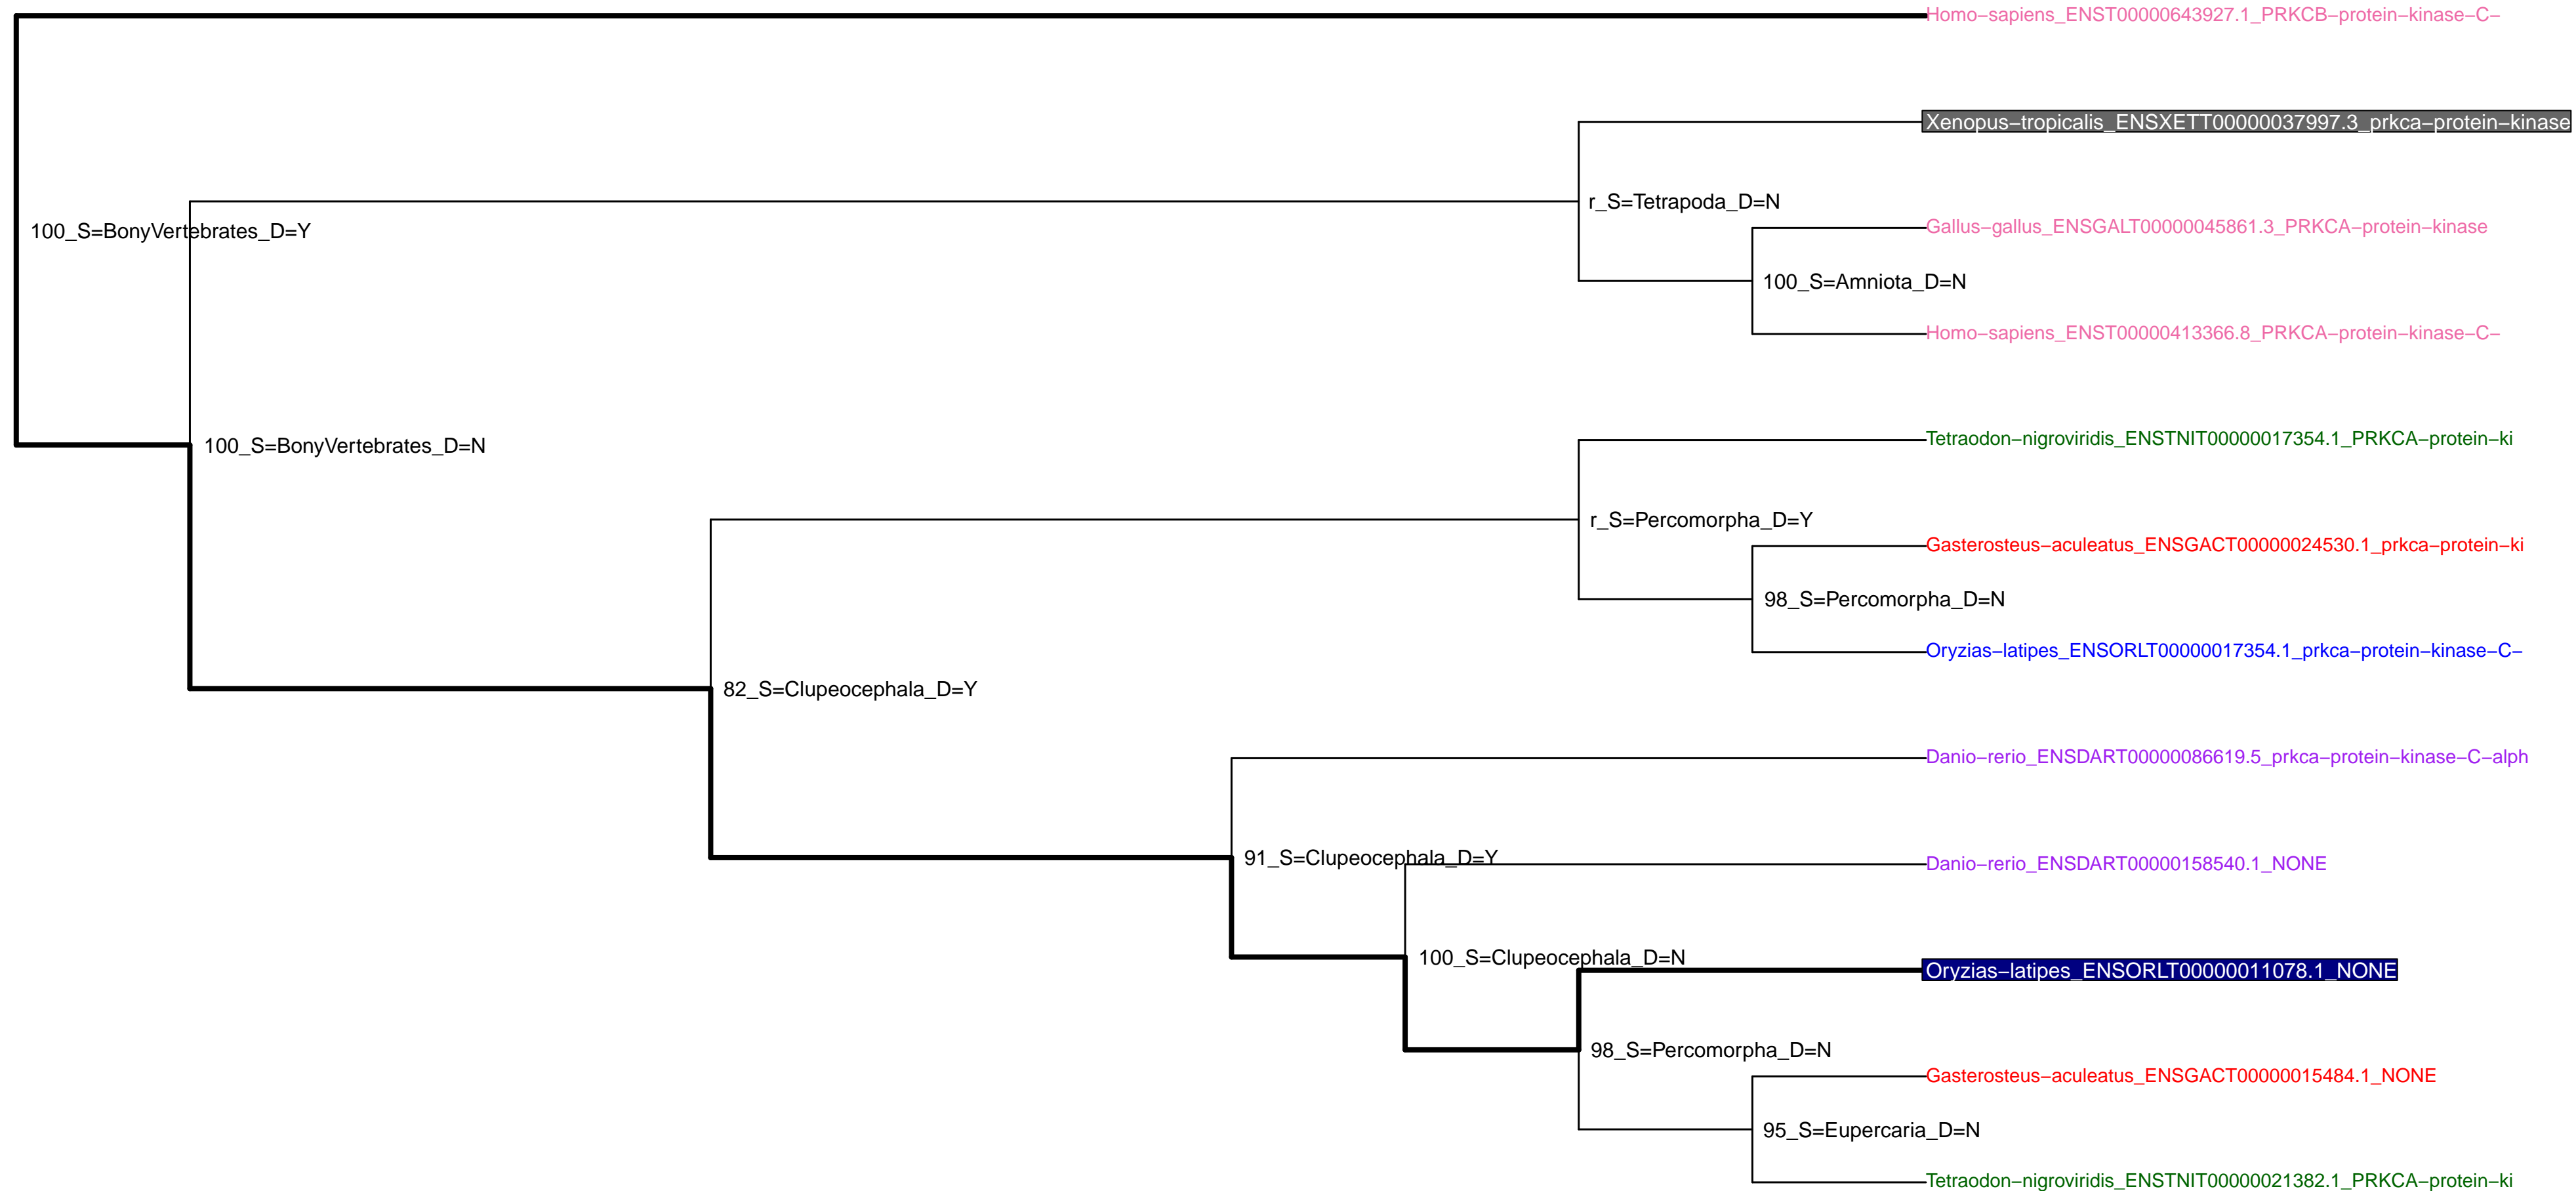 Homo−sapiens_ENST00000643927.1_PRKCB−protein−kinase−C−
Xenopus−tropicalis_ENSXETT00000037997.3_prkca−protein−kinase
r_S=Tetrapoda_D=N
100_S=BonyVertebrates_D=Y
Gallus−gallus_ENSGALT00000045861.3_PRKCA−protein−kinase
100_S=Amniota_D=N
Homo−sapiens_ENST00000413366.8_PRKCA−protein−kinase−C−
Tetraodon−nigroviridis_ENSTNIT00000017354.1_PRKCA−protein−ki
100_S=BonyVertebrates_D=N
r_S=Percomorpha_D=Y
Gasterosteus−aculeatus_ENSGACT00000024530.1_prkca−protein−ki
98_S=Percomorpha_D=N
Oryzias−latipes_ENSORLT00000017354.1_prkca−protein−kinase−C−
82_S=Clupeocephala_D=Y
Danio−rerio_ENSDART00000086619.5_prkca−protein−kinase−C−alph
91_S=Clupeocephala_D=Y
Danio−rerio_ENSDART00000158540.1_NONE
100_S=Clupeocephala_D=N
Oryzias−latipes_ENSORLT00000011078.1_NONE
98_S=Percomorpha_D=N
Gasterosteus−aculeatus_ENSGACT00000015484.1_NONE
95_S=Eupercaria_D=N
Tetraodon−nigroviridis_ENSTNIT00000021382.1_PRKCA−protein−ki